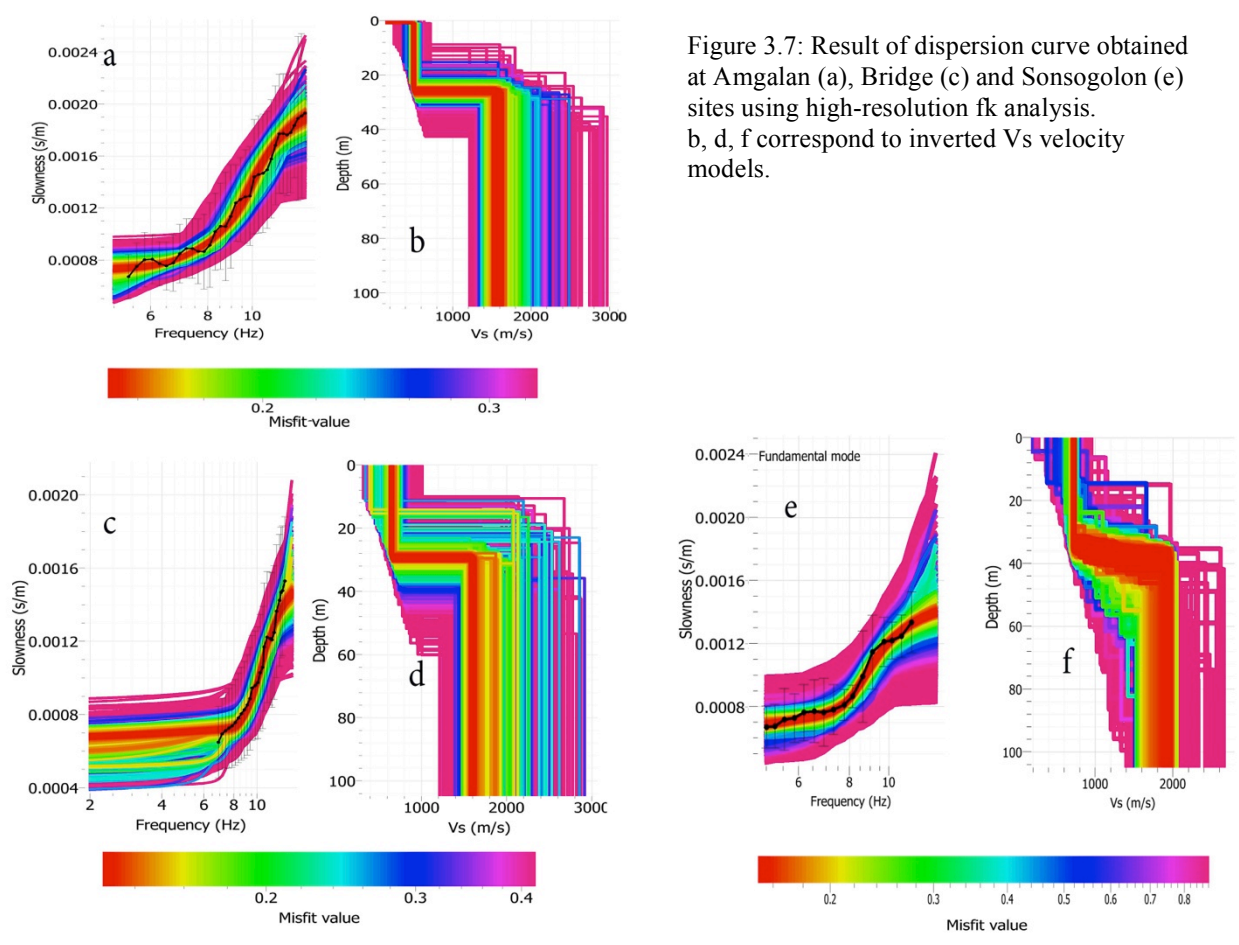 Figure 3.7: Result of dispersion curve obtained
at Amgalan (a), Bridge (c) and Sonsogolon (e)
sites using high-resolution fk analysis.
b, d, f correspond to inverted Vs velocity
models.
a
0.0024
0.0020
0.0016
0.0012
0.0008
Slowness (s/m)
6 8 10
Frequency (Hz)
b
0
20
40
60
80
100
Depth (m)
1000 2000 3000
Vs (m/s)
0.2 0.3
Misfit value
c
0.0020
0.0016
0.0012
0.0008
0.0004
Slowness (s/m)
2 4 6 8 10
Frequency (Hz)
d
0
20
40
60
80
100
Depth (m)
1000 2000 3000
Vs (m/s)
0.2 0.3 0.4
Misfit value
e
Fundamental mode
0.0024
0.0020
0.0016
0.0012
0.0008
Slowness (s/m)
6 8 10
Frequency (Hz)
f
0
20
40
60
80
100
Depth (m)
1000 2000
Vs (m/s)
0.2 0.3 0.4 0.5 0.6 0.7 0.8
Misfit value